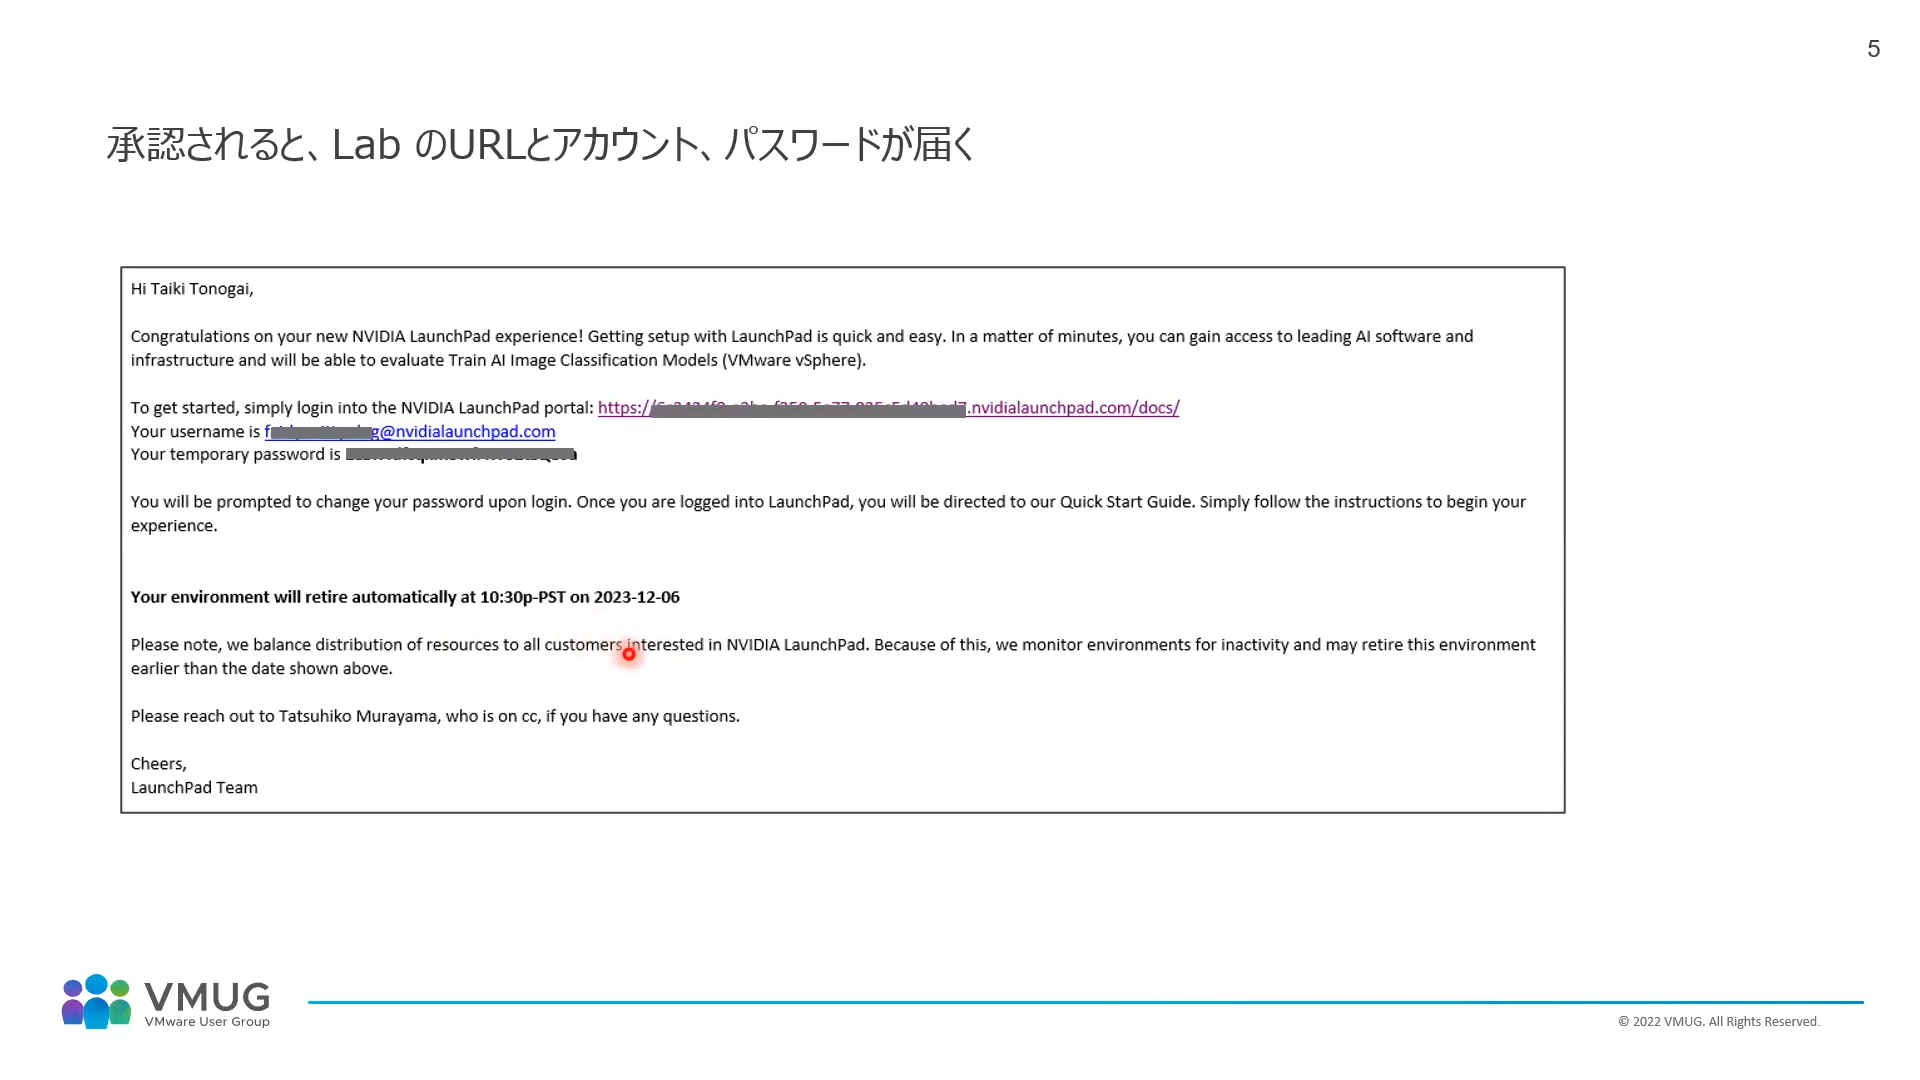 5
承認されると、Lab のURLとアカウント、パスワードが届く
Hi Taiki Tonogai,
Congratulations on your new NVIDIA LaunchPad experience! Getting setup with LaunchPad is quick and easy. In a matter of minutes, you can gain access to leading AI software and
infrastructure and will be able to evaluate Train AI Image Classification Models (VMware vSphere).
To get started, simply login into the NVIDIA LaunchPad portal: https://.nvidialaunchpad.com/docs/
Your username is @nvidialaunchpad.com
Your temporary password is
You will be prompted to change your password upon login. Once you are logged into LaunchPad, you will be directed to our Quick Start Guide. Simply follow the instructions to begin your
experience.
Your environment will retire automatically at 10:30p-PST on 2023-12-06
Please note, we balance distribution of resources to all customers interested in NVIDIA LaunchPad. Because of this, we monitor environments for inactivity and may retire this environment
earlier than the date shown above.
Please reach out to Tatsuhiko Murayama, who is on cc, if you have any questions.
Cheers,
LaunchPad Team
VMUG
VMware User Group
© 2022 VMUG. All Rights Reserved.